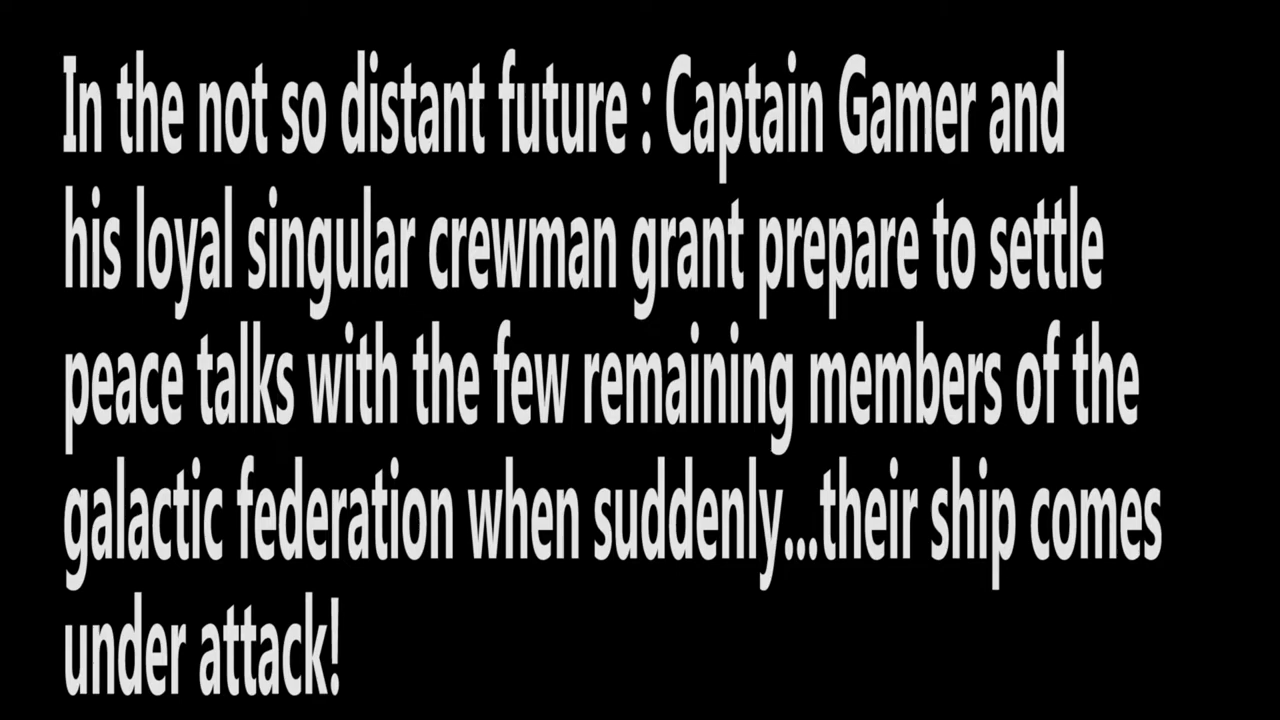 In the not so distant future : Captain Gamer and
his loyal singular crewman grant prepare to settle
peace talks with the few remaining members of the
galactic federation when suddenly...their ship comes
under attack!